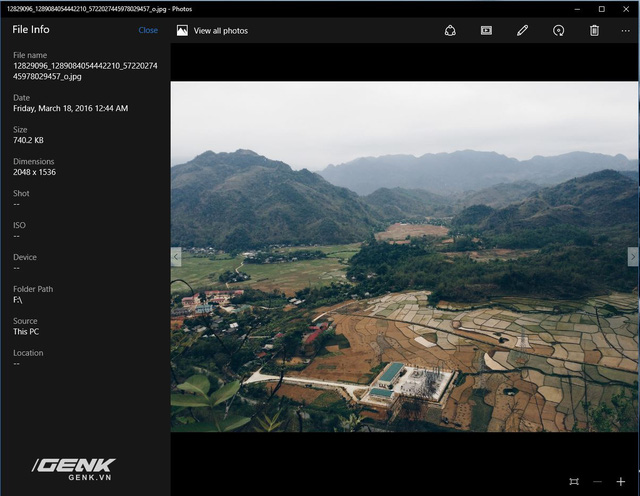 12829096_1289084054442210_5722027445978029457_o.jpg - Photos
File Info
Close
View all photos
File name
12829096_1289084054442210_57220274
45978029457_o.jpg
Date
Friday, March 18, 2016 12:44 AM
Size
740.2 KB
Dimensions
2048 x 1536
Shot
--
ISO
--
Device
--
Folder Path
F:\
Source
This PC
Location
--
GENK
GENK.VN